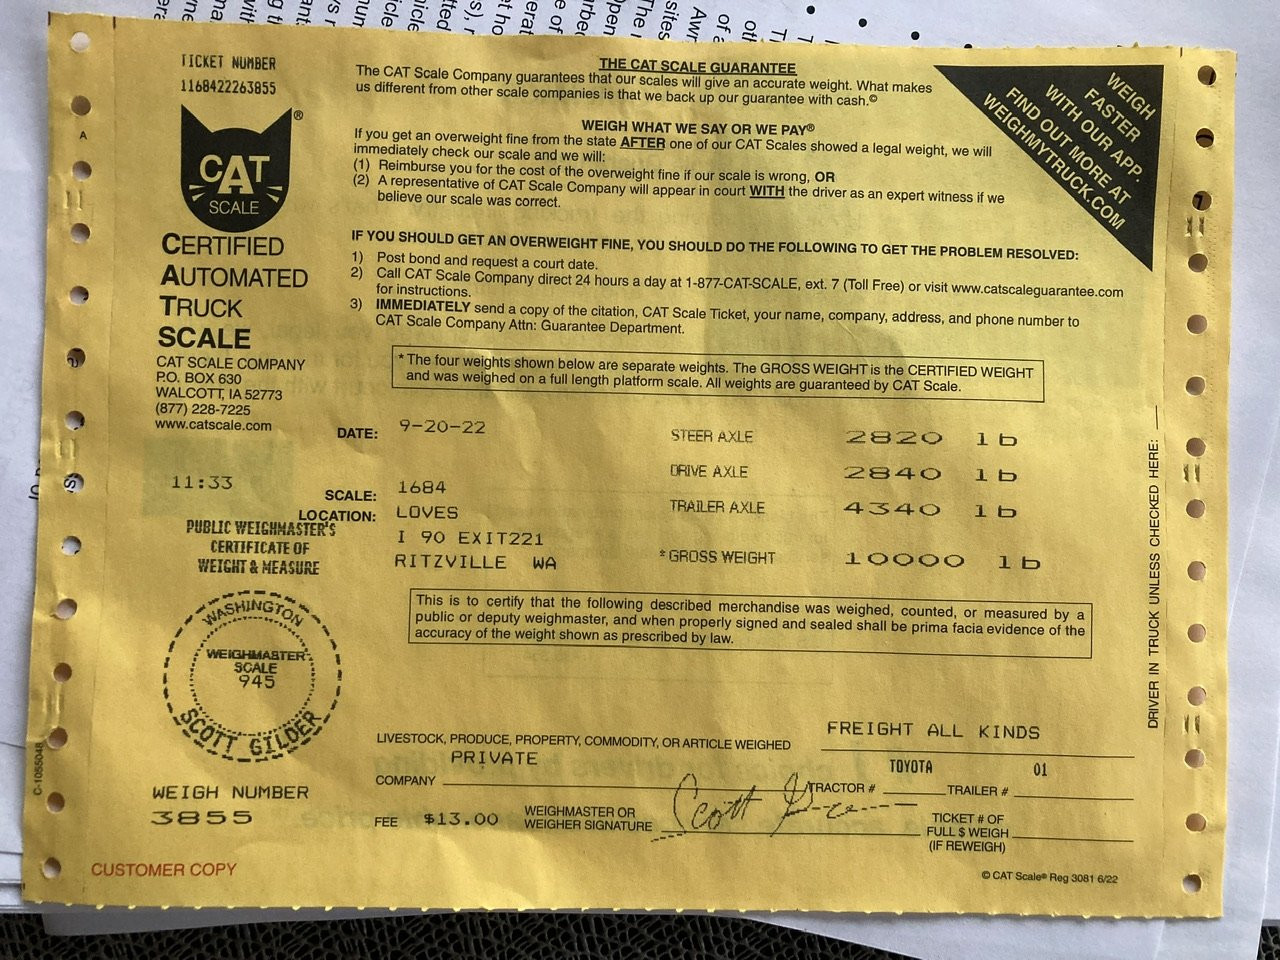 TICKET NUMBER
1168422263855
CAT
SCALE
®
CERTIFIED
AUTOMATED
TRUCK
SCALE
CAT SCALE COMPANY
P.O. BOX 630
WALCOTT, IA 52773
(877) 228-7225
www.catscale.com
THE CAT SCALE GUARANTEE
The CAT Scale Company guarantees that our scales will give an accurate weight. What makes
us different from other scale companies is that we back up our guarantee with cash.©
WEIGH WHAT WE SAY OR WE PAY®
If you get an overweight fine from the state AFTER one of our CAT Scales showed a legal weight, we will
immediately check our scale and we will:
(1) Reimburse you for the cost of the overweight fine if our scale is wrong, OR
(2) A representative of CAT Scale Company will appear in court WITH the driver as an expert witness if we
believe our scale was correct.
WEIGH
FASTER
WITH OUR APP.
FIND OUT MORE AT
WEIGHMYTRUCK.COM
IF YOU SHOULD GET AN OVERWEIGHT FINE, YOU SHOULD DO THE FOLLOWING TO GET THE PROBLEM RESOLVED:
1) Post bond and request a court date.
2) Call CAT Scale Company direct 24 hours a day at 1-877-CAT-SCALE, ext. 7 (Toll Free) or visit www.catscaleguarantee.com
for instructions.
3) IMMEDIATELY send a copy of the citation, CAT Scale Ticket, your name, company, address, and phone number to
CAT Scale Company Attn: Guarantee Department.
* The four weights shown below are separate weights. The GROSS WEIGHT is the CERTIFIED WEIGHT
and was weighed on a full length platform scale. All weights are guaranteed by CAT Scale.
DATE: 9-20-22
11:33
SCALE: 1684
LOCATION: LOVES
I 90 EXIT221
RITZVILLE WA
STEER AXLE 2820 lb
DRIVE AXLE 2840 lb
TRAILER AXLE 4340 lb
* GROSS WEIGHT 10000 lb
PUBLIC WEIGHMASTER'S
CERTIFICATE OF
WEIGHT & MEASURE
This is to certify that the following described merchandise was weighed, counted, or measured by a
public or deputy weighmaster, and when properly signed and sealed shall be prima facia evidence of the
accuracy of the weight shown as prescribed by law.
WASHINGTON
WEIGHMASTER
SCALE
945
SCOTT GILDER
DRIVER IN TRUCK UNLESS CHECKED HERE:
LIVESTOCK, PRODUCE, PROPERTY, COMMODITY, OR ARTICLE WEIGHED FREIGHT ALL KINDS
COMPANY PRIVATE
TRACTOR # TOYOTA
TRAILER # 01
WEIGH NUMBER
3855
FEE $13.00
WEIGHMASTER OR
WEIGHER SIGNATURE
Scott
TICKET # OF
FULL $ WEIGH
(IF REWEIGH)
C-1055048
CUSTOMER COPY
© CAT Scale® Reg 3081 6/22